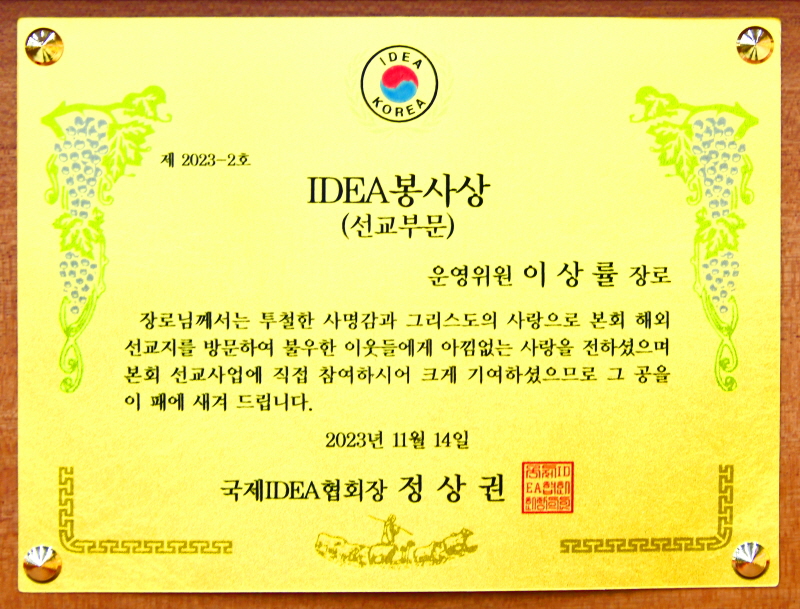 IDEA
KOREA
제 2023-2호
IDEA봉사상
(선교부문)
운영위원 이상률 장로
장로님께서는 투철한 사명감과 그리스도의 사랑으로 본회 해외
선교지를 방문하여 불우한 이웃들에게 아낌없는 사랑을 전하셨으며
본회 선교사업에 직접 참여하시어 크게 기여하셨으므로 그 공을
이 패에 새겨 드립니다.
2023년 11월 14일
국제IDEA협회장 정상권